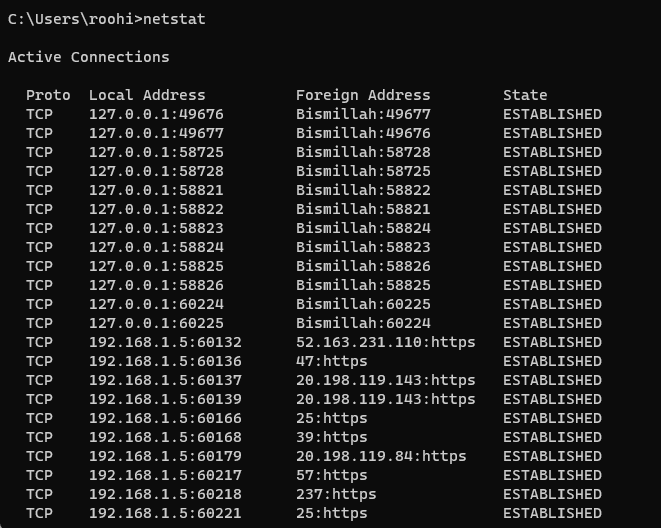 C:\Users\roohi>netstat
Active Connections
Proto Local Address Foreign Address State
TCP 127.0.0.1:49676 Bismillah:49677 ESTABLISHED
TCP 127.0.0.1:49677 Bismillah:49676 ESTABLISHED
TCP 127.0.0.1:58725 Bismillah:58728 ESTABLISHED
TCP 127.0.0.1:58728 Bismillah:58725 ESTABLISHED
TCP 127.0.0.1:58821 Bismillah:58822 ESTABLISHED
TCP 127.0.0.1:58822 Bismillah:58821 ESTABLISHED
TCP 127.0.0.1:58823 Bismillah:58824 ESTABLISHED
TCP 127.0.0.1:58824 Bismillah:58823 ESTABLISHED
TCP 127.0.0.1:58825 Bismillah:58826 ESTABLISHED
TCP 127.0.0.1:58826 Bismillah:58825 ESTABLISHED
TCP 127.0.0.1:60224 Bismillah:60225 ESTABLISHED
TCP 127.0.0.1:60225 Bismillah:60224 ESTABLISHED
TCP 192.168.1.5:60132 52.163.231.110:https ESTABLISHED
TCP 192.168.1.5:60136 47:https ESTABLISHED
TCP 192.168.1.5:60137 20.198.119.143:https ESTABLISHED
TCP 192.168.1.5:60139 20.198.119.143:https ESTABLISHED
TCP 192.168.1.5:60166 25:https ESTABLISHED
TCP 192.168.1.5:60168 39:https ESTABLISHED
TCP 192.168.1.5:60179 20.198.119.84:https ESTABLISHED
TCP 192.168.1.5:60217 57:https ESTABLISHED
TCP 192.168.1.5:60218 237:https ESTABLISHED
TCP 192.168.1.5:60221 25:https ESTABLISHED